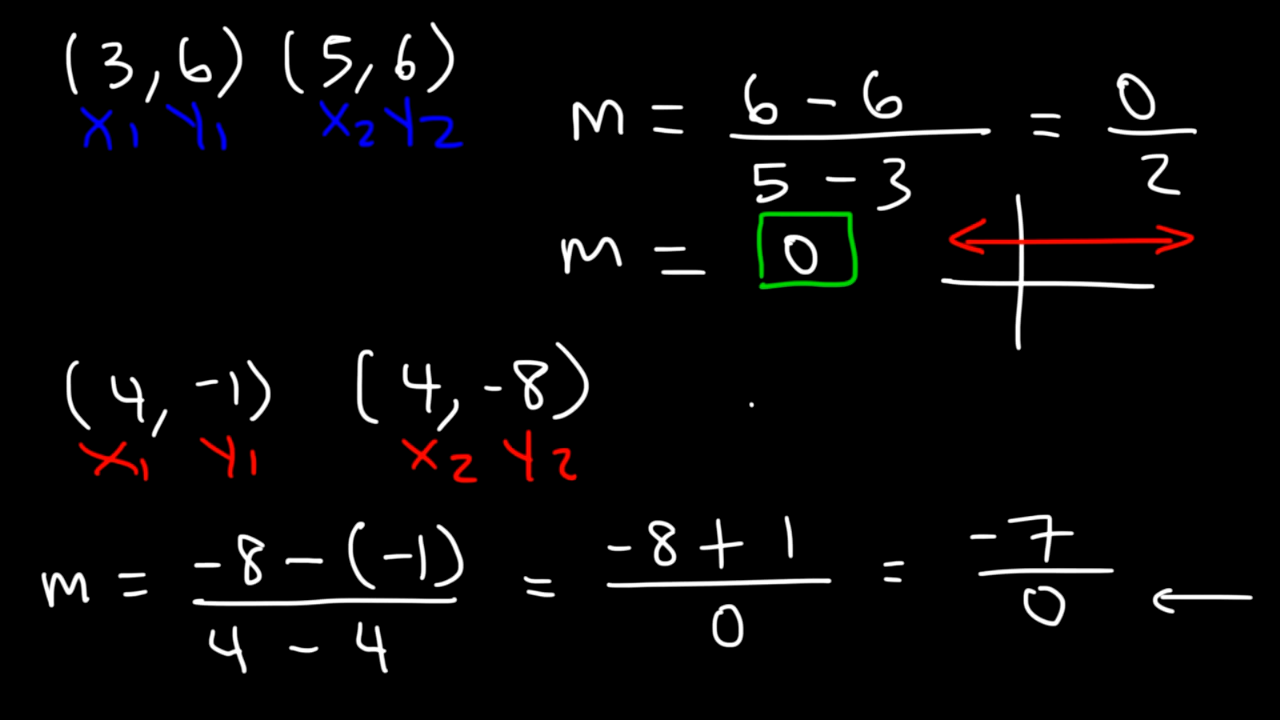 (3, 6) (5, 6)
X1 Y1 X2 Y2
m = 6 - 6 / 5 - 3 = 0 / 2
m = 0
(4, -1) (4, -8)
X1 Y1 X2 Y2
m = -8 - (-1) / 4 - 4 = -8 + 1 / 0 = -7 / 0 ←